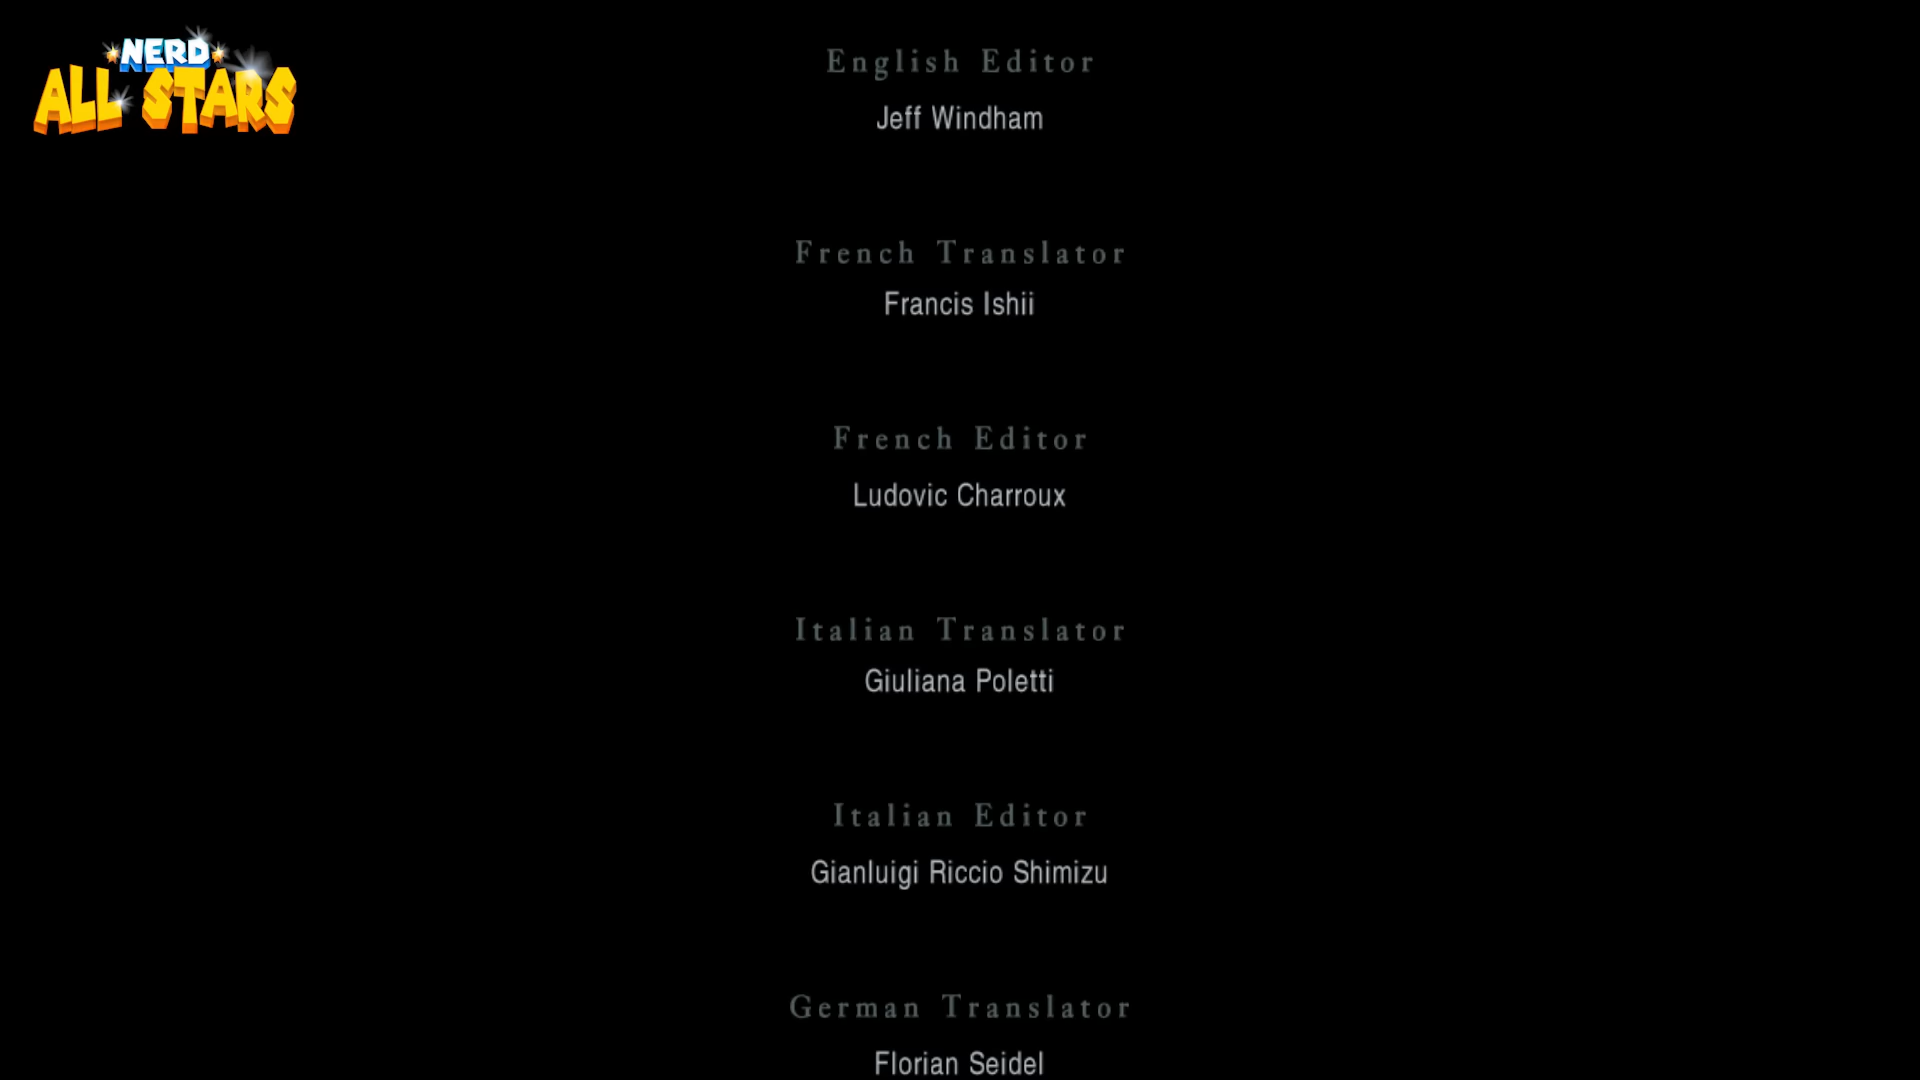 NERD
ALL STARS
English Editor
Jeff Windham
French Translator
Francis Ishii
French Editor
Ludovic Charroux
Italian Translator
Giuliana Poletti
Italian Editor
Gianluigi Riccio Shimizu
German Translator
Florian Seidel